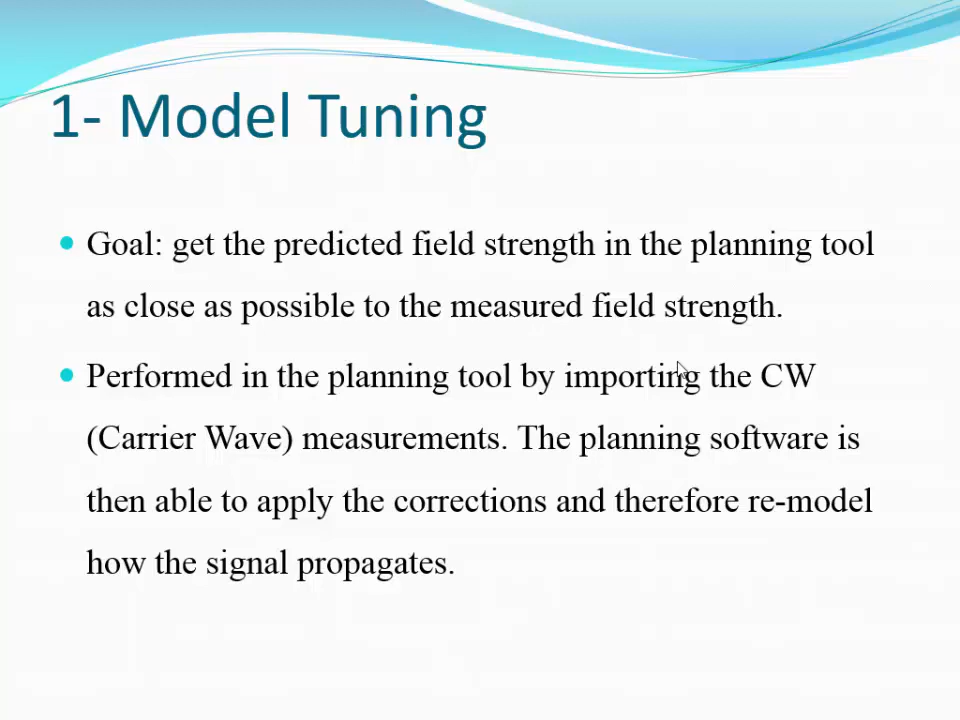 1- Model Tuning
Goal: get the predicted field strength in the planning tool
as close as possible to the measured field strength.
Performed in the planning tool by importing the CW
(Carrier Wave) measurements. The planning software is
then able to apply the corrections and therefore re-model
how the signal propagates.